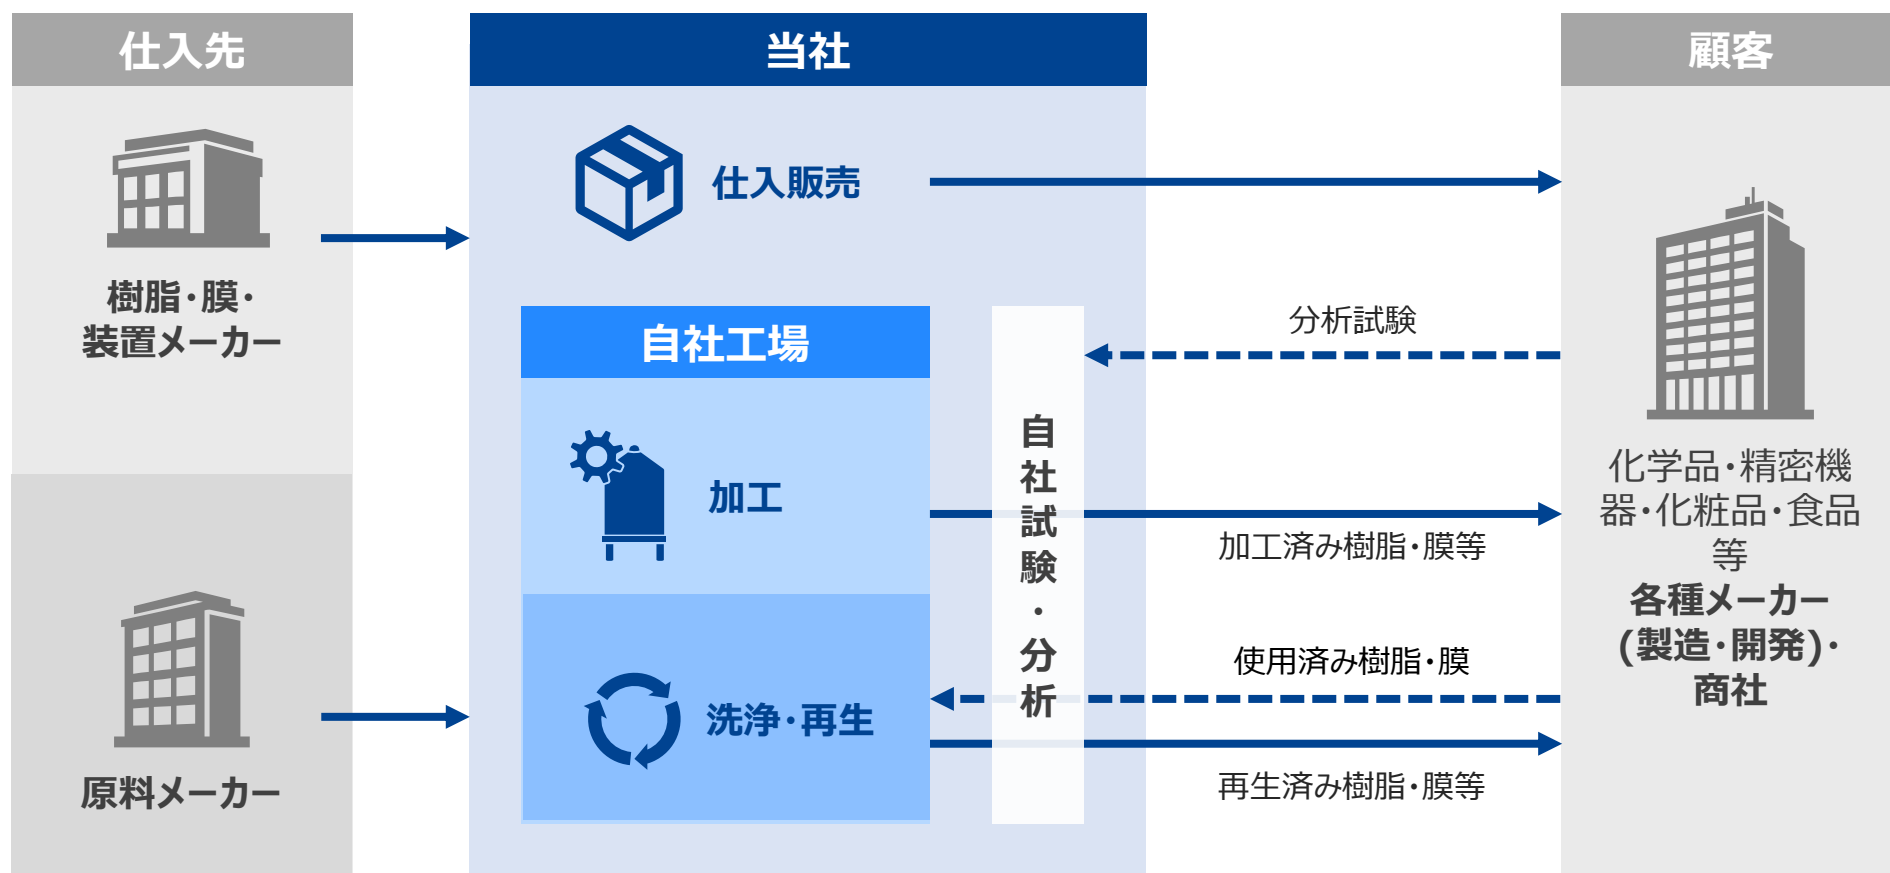 仕入先
樹脂・膜・
装置メーカー
原料メーカー
当社
仕入販売
自社工場
加工
洗浄・再生
自社試験・分析
分析試験
加工済み樹脂・膜等
使用済み樹脂・膜
再生済み樹脂・膜等
顧客
化学品・精密機
器・化粧品・食品
等
各種メーカー
(製造・開発)・
商社